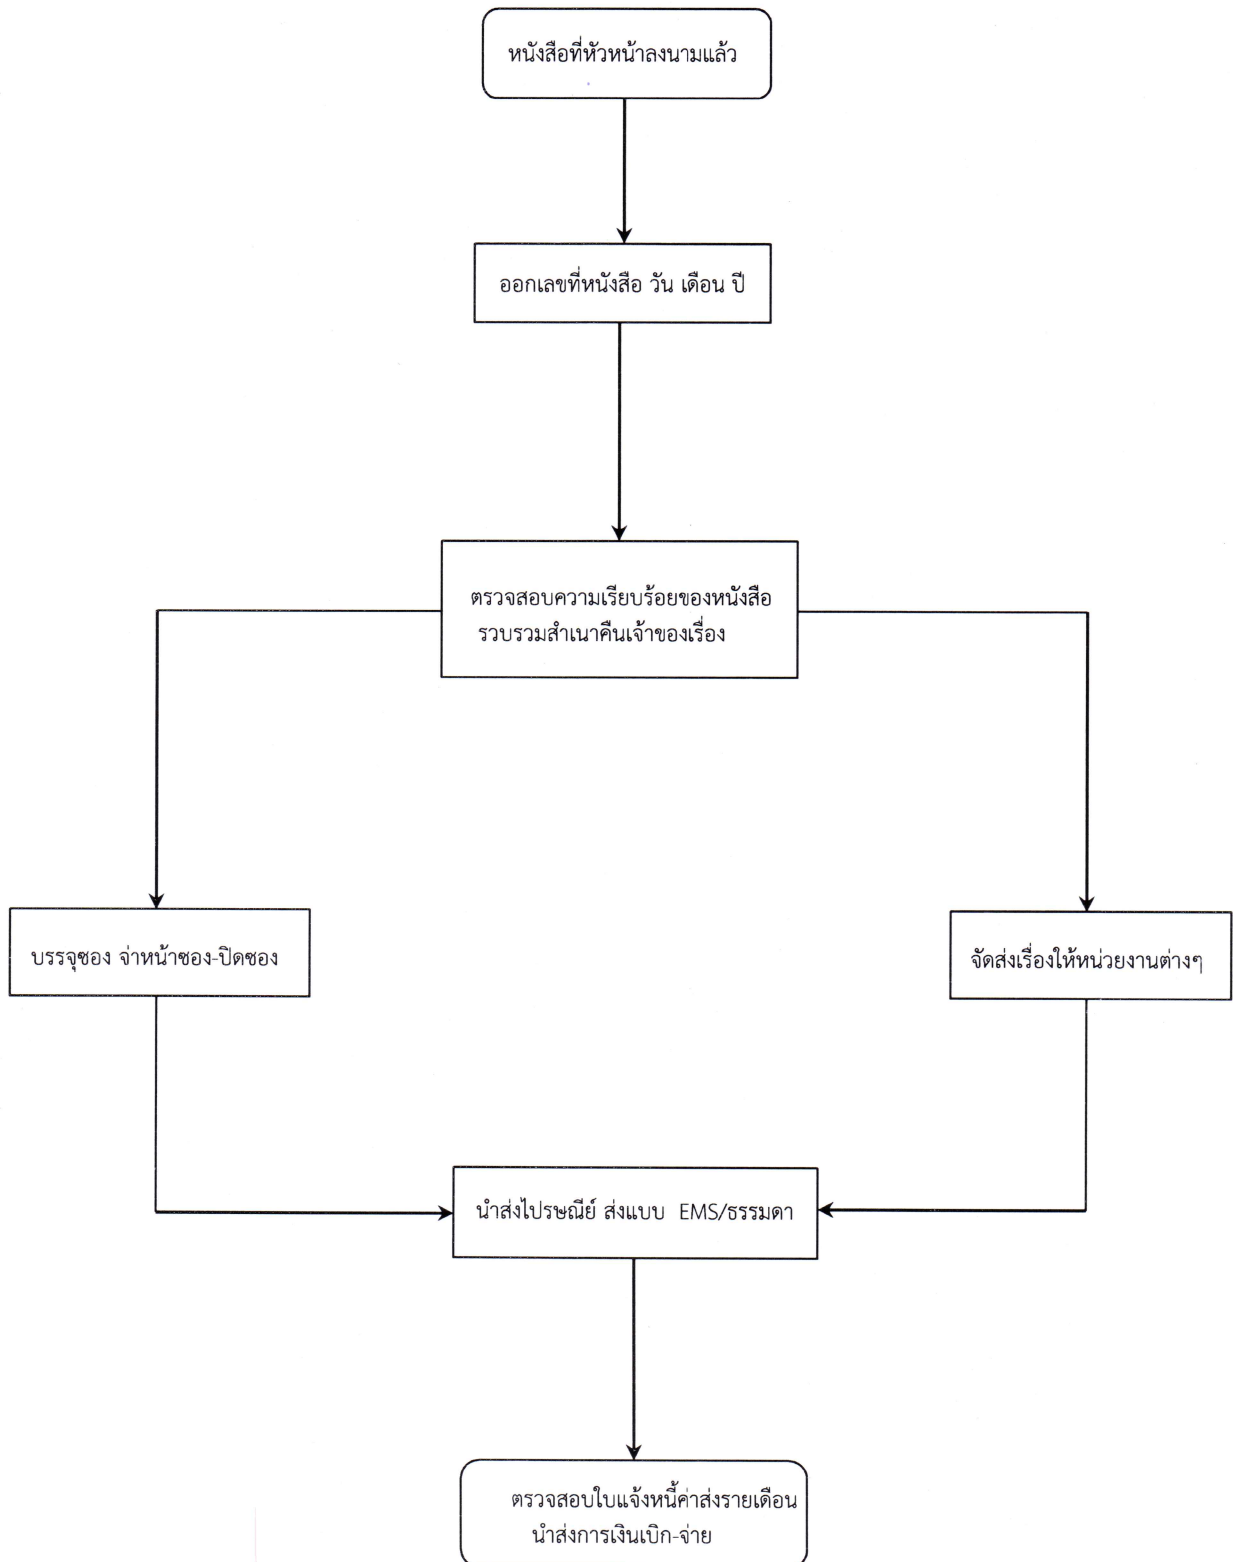 หนังสือที่หัวหน้าลงนามแล้ว
ออกเลขที่หนังสือ วัน เดือน ปี
ตรวจสอบความเรียบร้อยของหนังสือ
รวบรวมสำเนาคืนเจ้าของเรื่อง
บรรจุซอง จ่าหน้าซอง-ปิดซอง
จัดส่งเรื่องให้หน่วยงานต่างๆ
นำส่งไปรษณีย์ ส่งแบบ EMS/ธรรมดา
ตรวจสอบใบแจ้งหนี้ค่าส่งรายเดือน
นำส่งการเงินเบิก-จ่าย